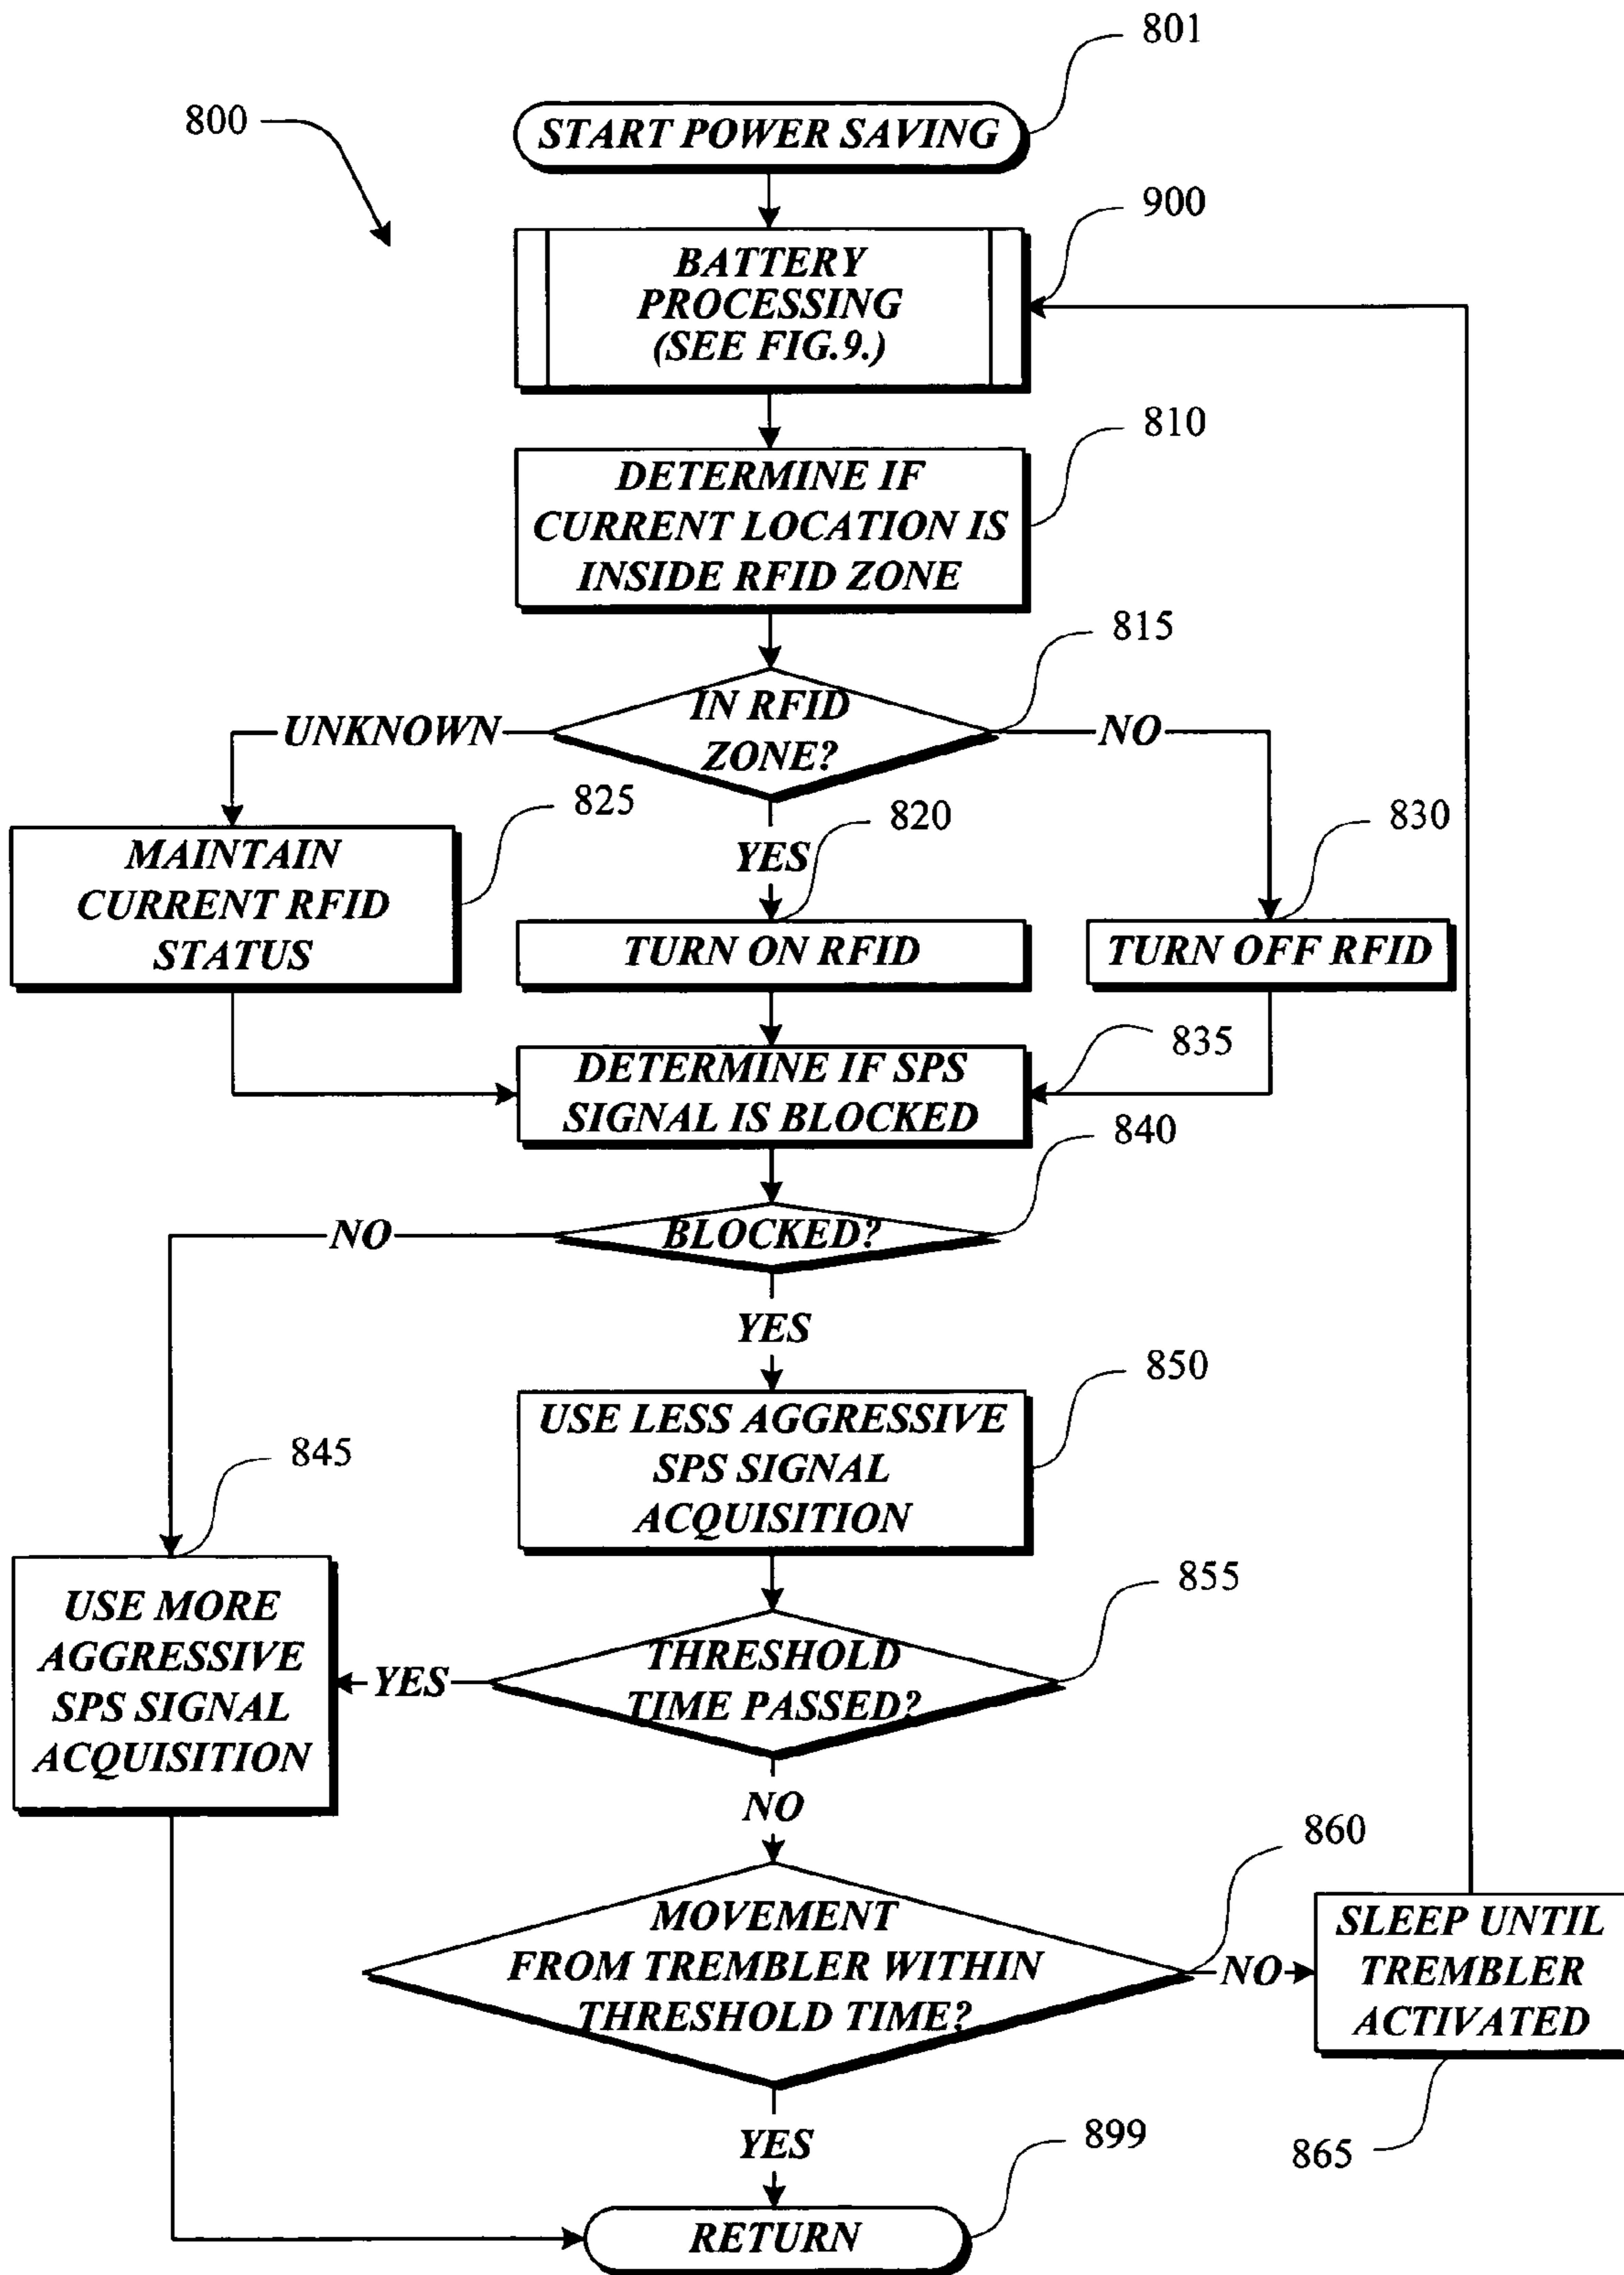 801
800
START POWER SAVING
900
BATTERY
PROCESSING
(SEE FIG.9.)
810
DETERMINE IF
CURRENT LOCATION IS
INSIDE RFID ZONE
815
IN RFID
ZONE?
UNKNOWN
NO
825
820
830
YES
MAINTAIN
CURRENT RFID
STATUS
TURN ON RFID
TURN OFF RFID
835
DETERMINE IF SPS
SIGNAL IS BLOCKED
840
NO
BLOCKED?
YES
850
USE LESS AGGRESSIVE
SPS SIGNAL
ACQUISITION
845
855
USE MORE
AGGRESSIVE
SPS SIGNAL
ACQUISITION
YES
THRESHOLD
TIME PASSED?
NO
860
MOVEMENT
FROM TREMBLER WITHIN
THRESHOLD TIME?
NO
SLEEP UNTIL
TREMBLER
ACTIVATED
YES
899
865
RETURN